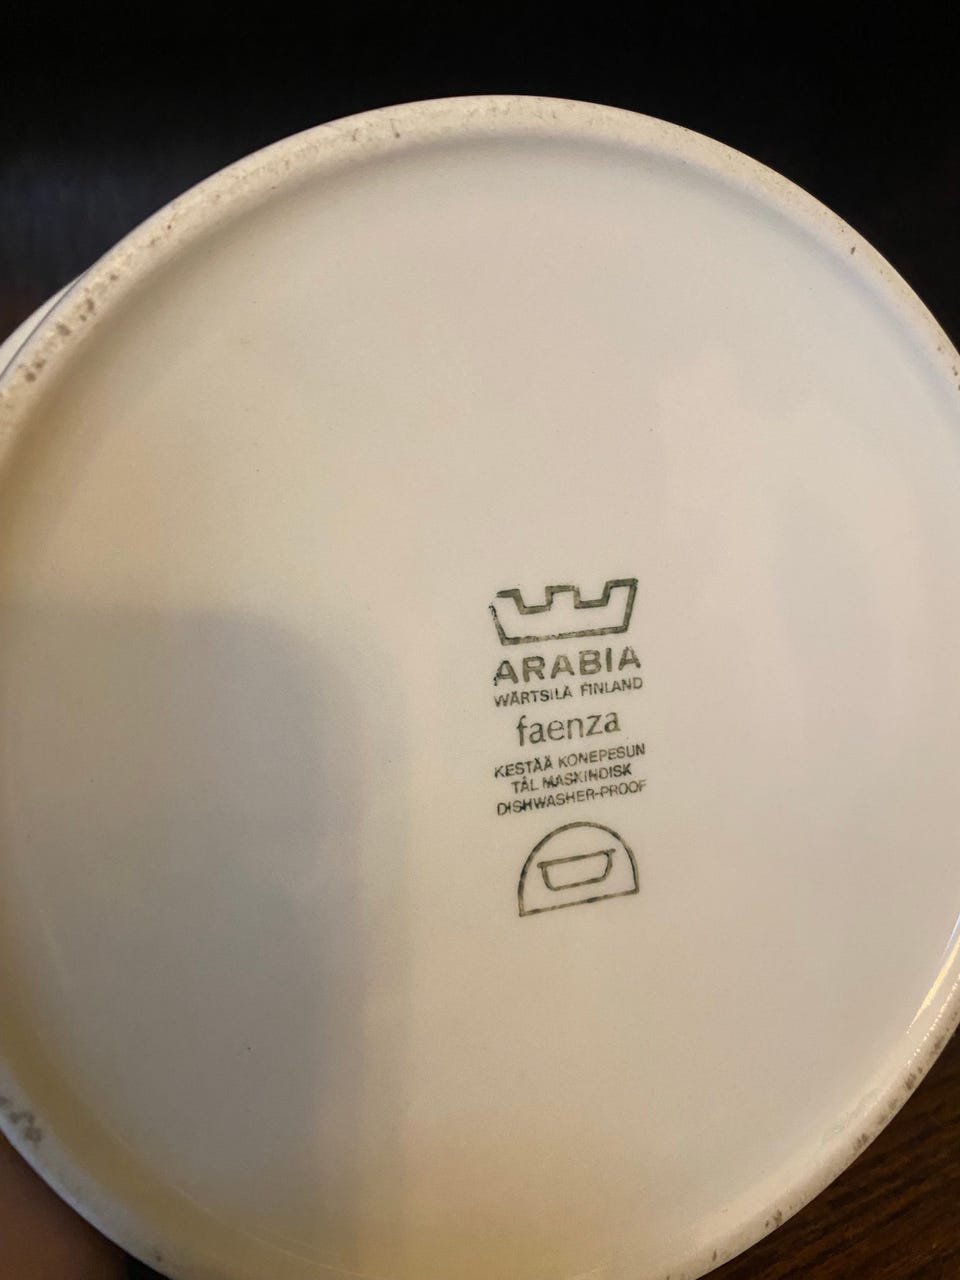 ARABIA
WÄRTSILÄ FINLAND
faenza
KESTÄÄ KONEPESUN
TÅL MASKINDISK
DISHWASHER-PROOF